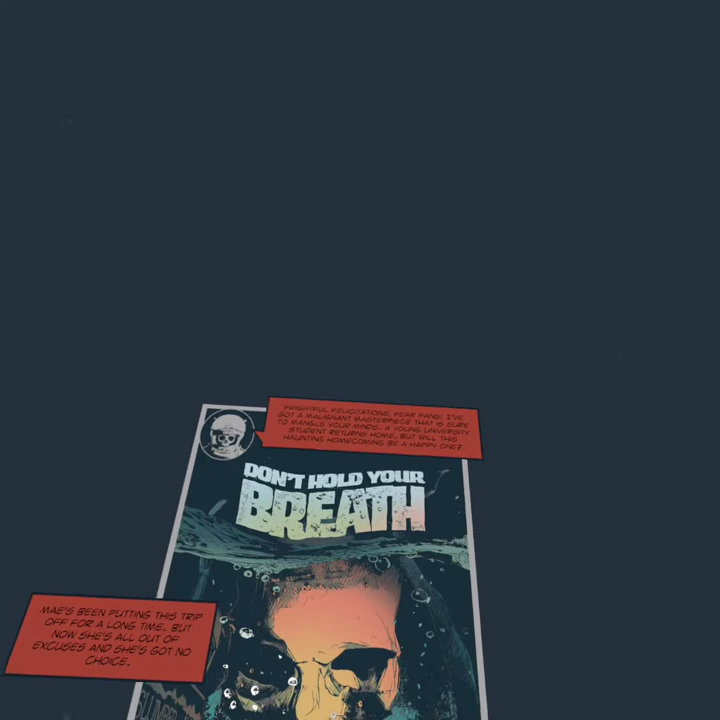 FRIGHTFUL FELICITATIONS, FEAR FANS! I'VE
GOT A MALIGNANT MASTERPIECE THAT IS SURE
TO MANGLE YOUR MINDS. A YOUNG UNIVERSITY
STUDENT RETURNS HOME, BUT WILL THIS
HAUNTING HOMECOMING BE A HAPPY ONE?
DON'T HOLD YOUR
BREATH
MAE'S BEEN PUTTING THIS TRIP
OFF FOR A LONG TIME. BUT
NOW SHE'S ALL OUT OF
EXCUSES AND SHE'S GOT NO
CHOICE.